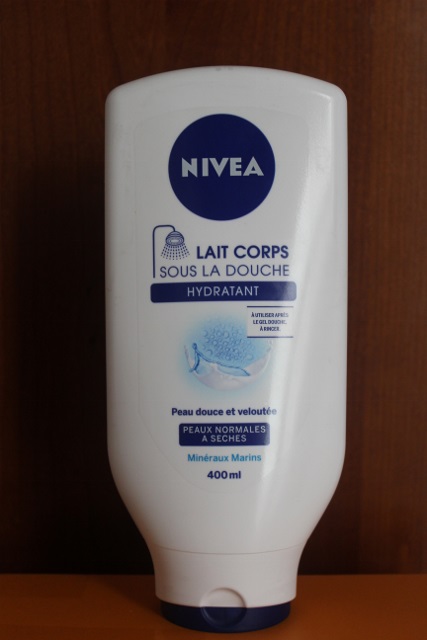 NIVEA
LAIT CORPS
SOUS LA DOUCHE
HYDRATANT
À UTILISER APRÈS
LE GEL DOUCHE,
À RINCER.
Peau douce et veloutée
PEAUX NORMALES
A SECHES
Minéraux Marins
400ml